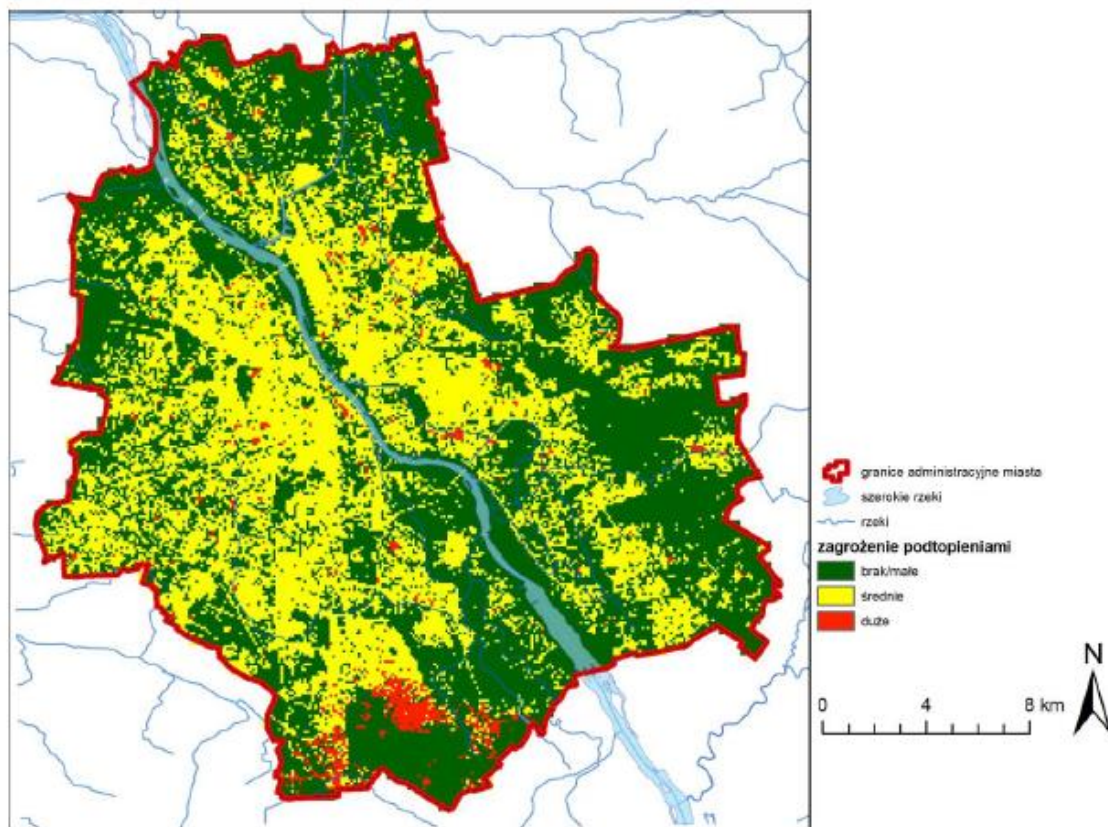 granice administracyjne miasta
szerokie rzeki
rzeki
zagrożenie podtopieniami
brak/małe
średnie
duże
N
0 4 8 km